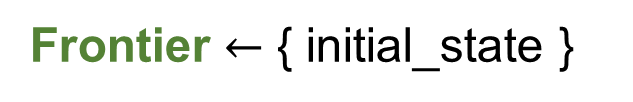 Frontier ← { initial_state }